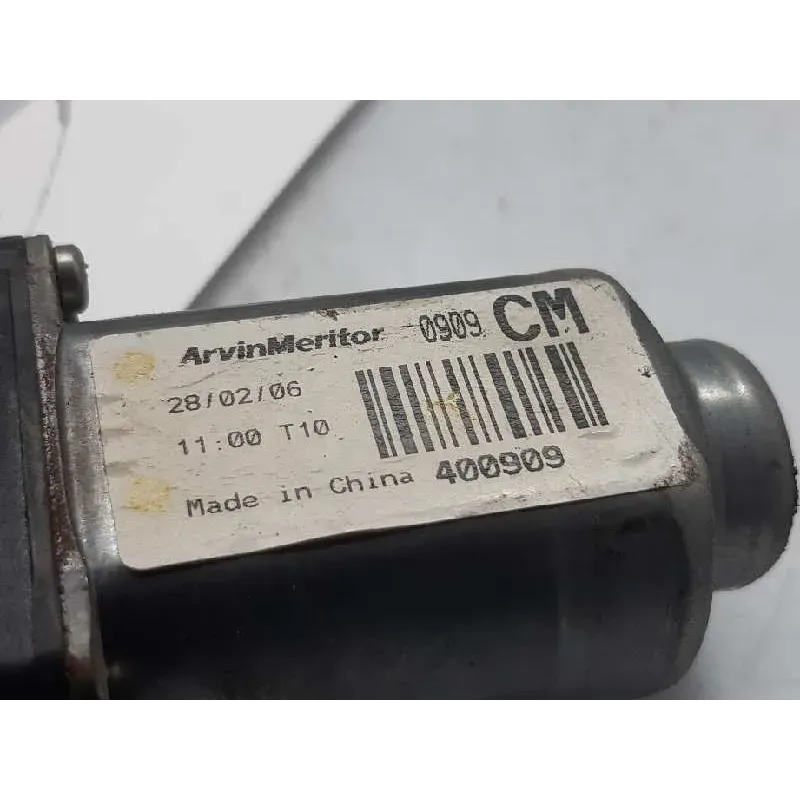 ArvinMeritor 0909 CM
28/02/06
11:00 T10
Made in China 400909